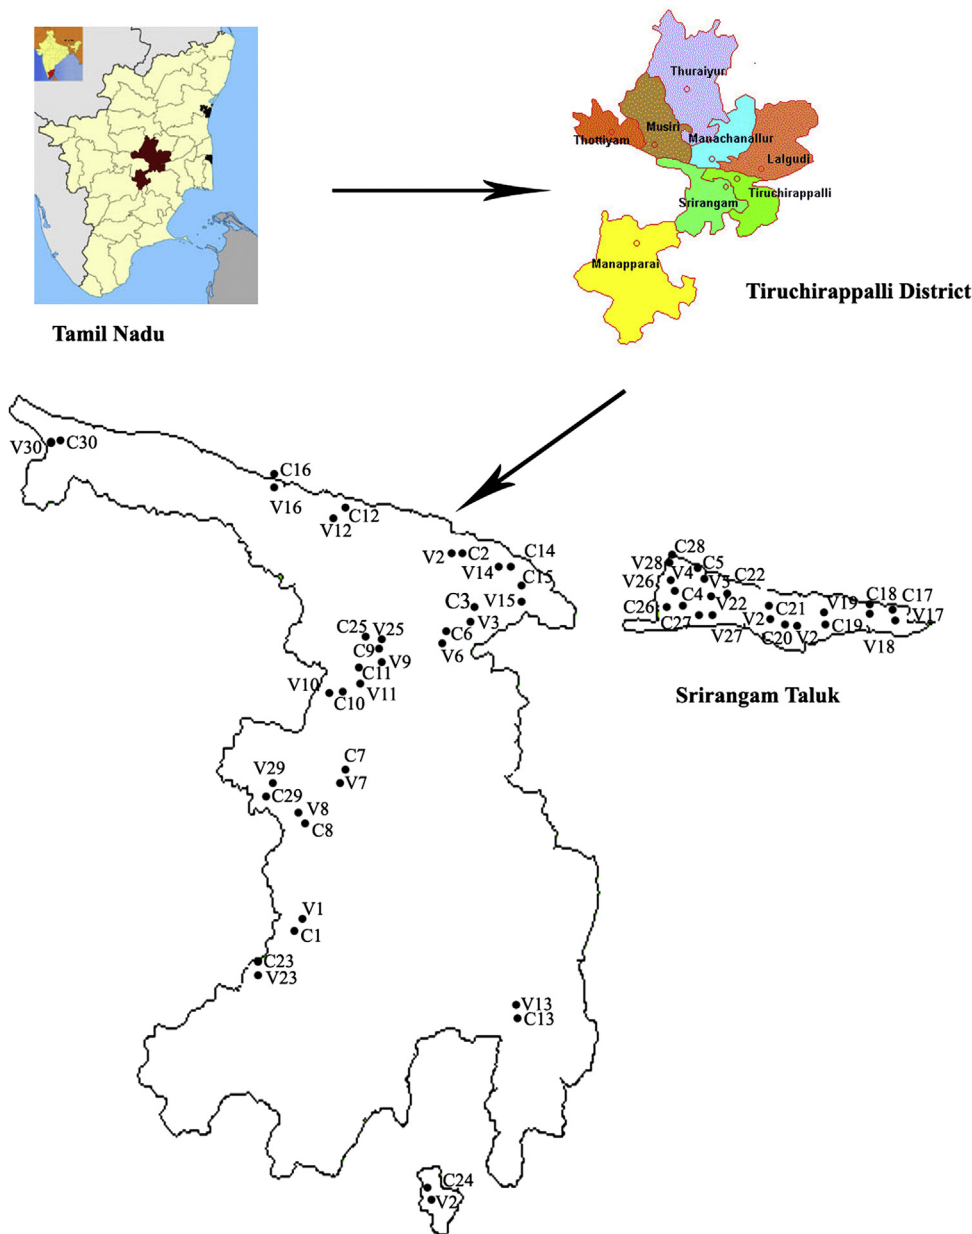 Thuraiyur
Musiri
Manachanallur
Thottiyam
Lalgudi
Tiruchirappalli
Srirangam
Manapparai
Tiruchirappalli District
Tamil Nadu
V30 C30
C16
V16
C12
V12
V2 C2 C14
V14
C15
V15
C3
V3
C6
V6
C25 V25
C9
V9
C11
V10 V11
C10
C7
V29 V7
C29
V8
C8
V1
C1
C23
V23
V13
C13
C24
V2
C28
V28 C5
V4 C22
V26 V5
C4 C18 C17
C26 V22 C21 V19
V17
C27 V2 C19
V27 C20 V2 V18
Srirangam Taluk